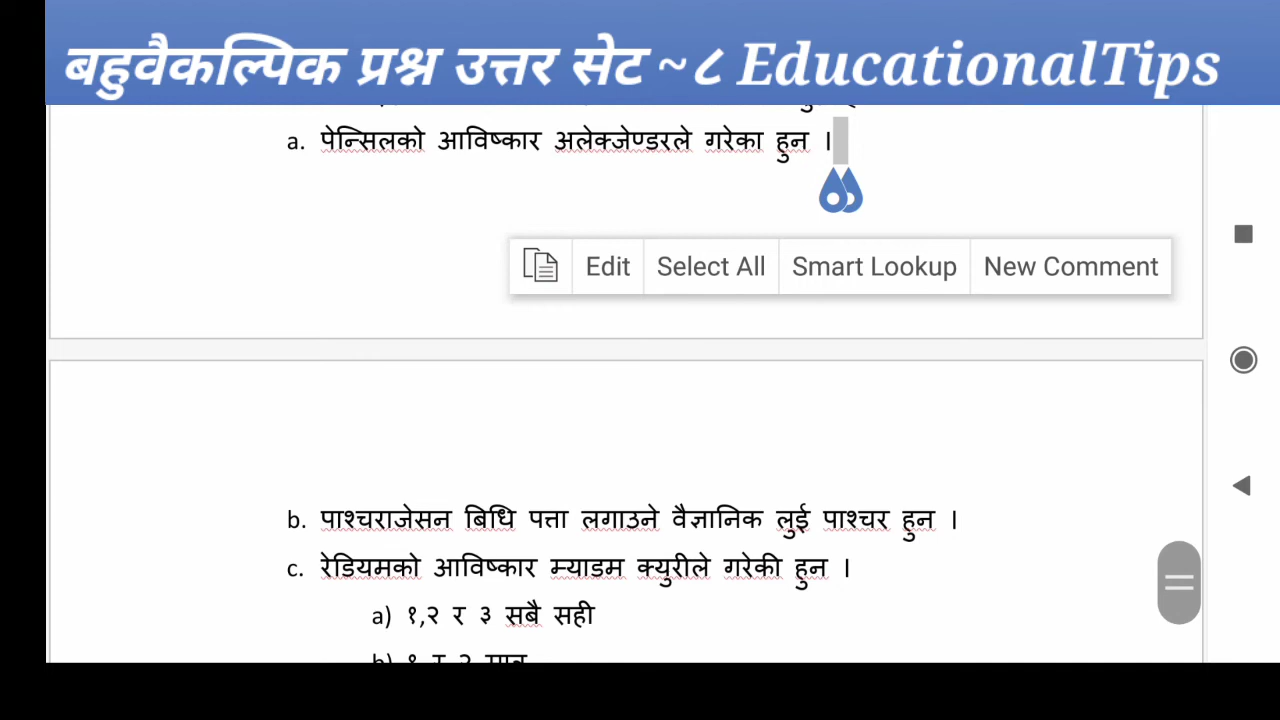 बहुवैकल्पिक प्रश्न उत्तर सेट ~८ EducationalTips
a. पेन्सिलको आविष्कार अलेक्जेण्डरले गरेका हुन ।
Edit Select All Smart Lookup New Comment
b. पाश्चराजेसन बिधि पत्ता लगाउने वैज्ञानिक लुई पाश्चर हुन ।
c. रेडियमको आविष्कार म्याडम क्युरीले गरेकी हुन ।
a) १,२ र ३ सबै सही